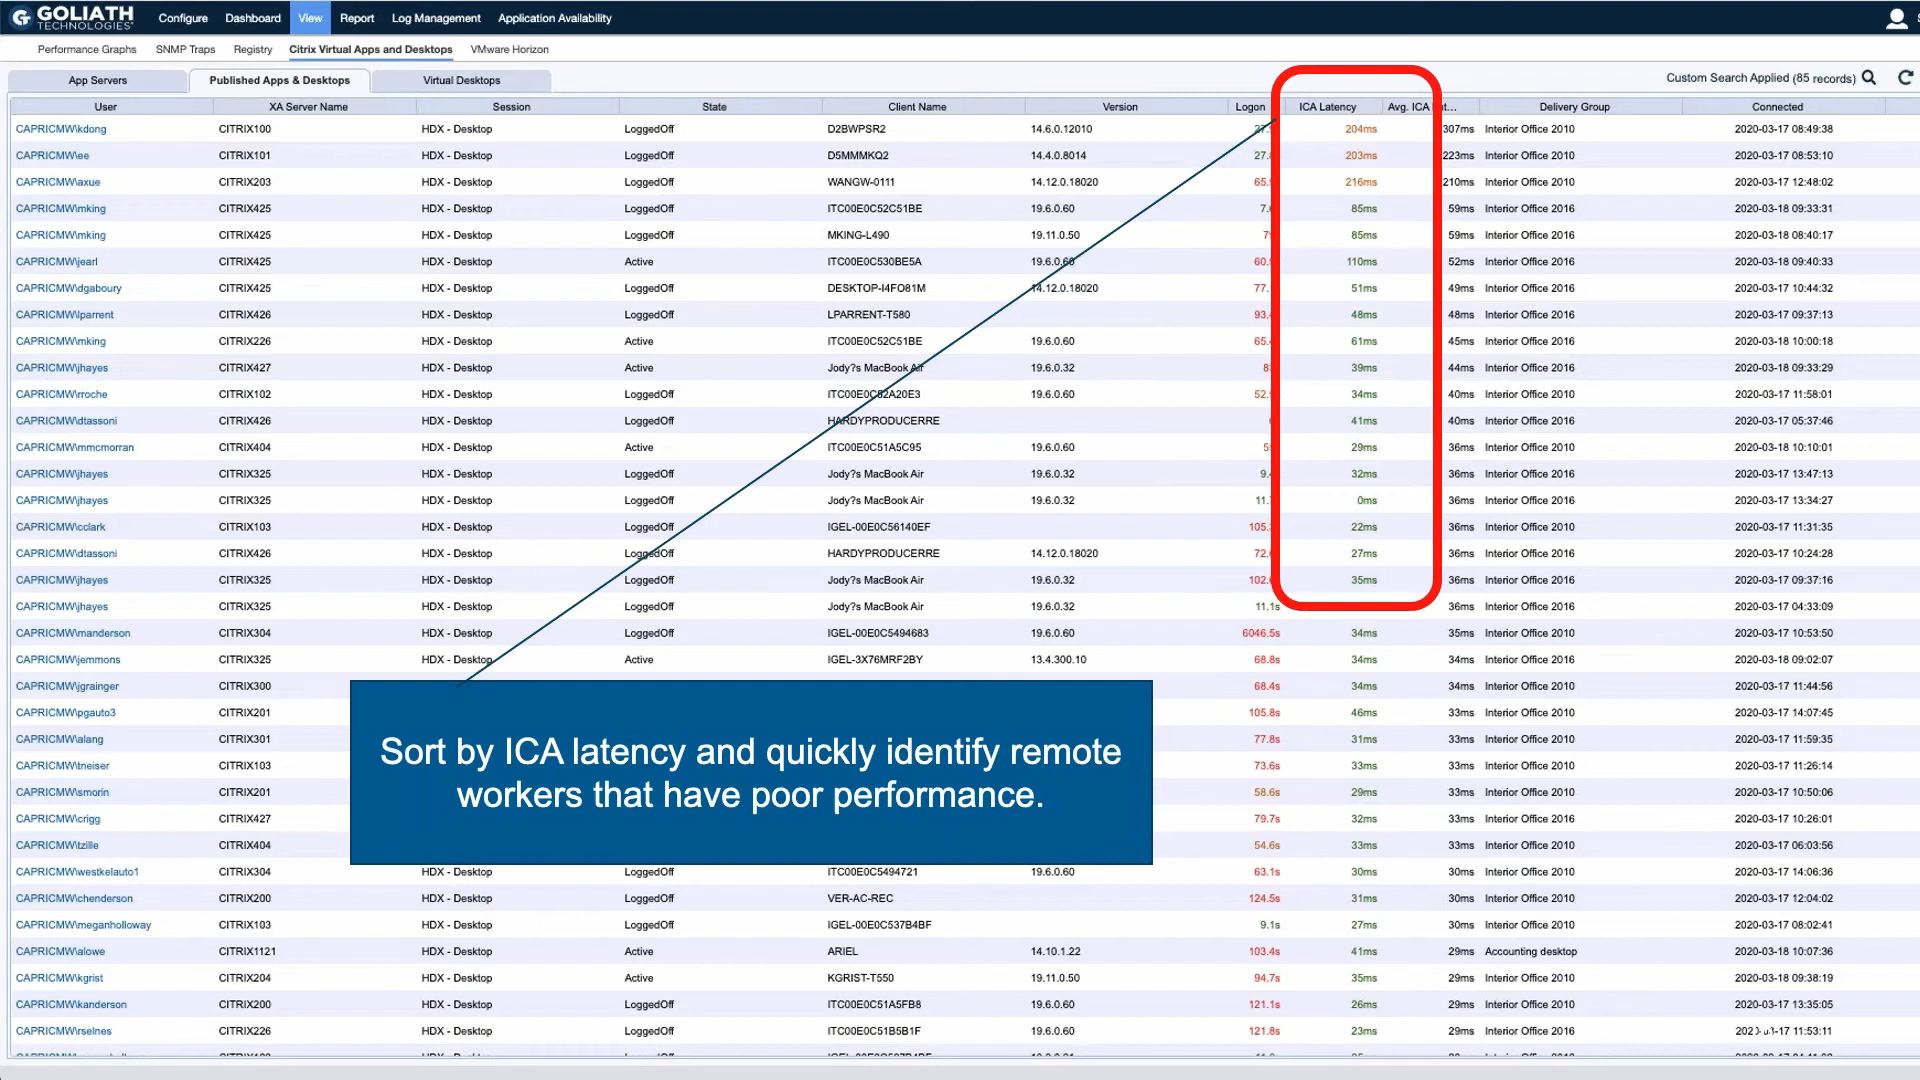 GOLIATH TECHNOLOGIES Configure Dashboard View Report Log Management Application Availability
Performance Graphs SNMP Traps Registry Citrix Virtual Apps and Desktops VMware Horizon
App Servers Published Apps & Desktops Virtual Desktops Custom Search Applied (85 records)
User XA Server Name Session State Client Name Version Logon ICA Latency Avg. ICA Delivery Group Connected
CAPRICMW\kdong CITRIX100 HDX - Desktop LoggedOff D2BWPSR2 14.6.0.12010 204ms 307ms Interior Office 2010 2020-03-17 08:49:38
CAPRICMW\ee CITRIX101 HDX - Desktop LoggedOff D5MMMKQ2 14.4.0.8014 27. 203ms 223ms Interior Office 2010 2020-03-17 08:53:10
CAPRICMW\axue CITRIX203 HDX - Desktop LoggedOff WANGW-0111 14.12.0.18020 65. 216ms 210ms Interior Office 2010 2020-03-17 12:48:02
CAPRICMW\mking CITRIX425 HDX - Desktop LoggedOff ITC00E0C52C51BE 19.6.0.60 7. 85ms 59ms Interior Office 2016 2020-03-18 09:33:31
CAPRICMW\mking CITRIX425 HDX - Desktop LoggedOff MKING-L490 19.11.0.50 85ms 59ms Interior Office 2016 2020-03-18 08:40:17
CAPRICMW\jearl CITRIX425 HDX - Desktop Active ITC00E0C530BE5A 19.6.0.60 60. 110ms 52ms Interior Office 2016 2020-03-18 09:40:33
CAPRICMW\dgaboury CITRIX425 HDX - Desktop LoggedOff DESKTOP-I4FO81M 14.12.0.18020 77. 51ms 49ms Interior Office 2016 2020-03-17 10:44:32
CAPRICMW\lparrent CITRIX426 HDX - Desktop LoggedOff LPARRENT-T580 93. 48ms 48ms Interior Office 2016 2020-03-17 09:37:13
CAPRICMW\mking CITRIX226 HDX - Desktop Active ITC00E0C52C51BE 19.6.0.60 65. 61ms 45ms Interior Office 2016 2020-03-18 10:00:18
CAPRICMW\jhayes CITRIX427 HDX - Desktop Active Jody?s MacBook Air 19.6.0.32 39ms 44ms Interior Office 2016 2020-03-18 09:33:29
CAPRICMW\rroche CITRIX102 HDX - Desktop LoggedOff ITC00E0C52A20E3 19.6.0.60 52. 34ms 40ms Interior Office 2010 2020-03-17 11:58:01
CAPRICMW\dtassoni CITRIX426 HDX - Desktop LoggedOff HARDYPRODUCERRE 41ms 40ms Interior Office 2016 2020-03-17 05:37:46
CAPRICMW\mmcmorran CITRIX404 HDX - Desktop Active ITC00E0C51A5C95 19.6.0.60 29ms 36ms Interior Office 2010 2020-03-18 10:10:01
CAPRICMW\jhayes CITRIX325 HDX - Desktop LoggedOff Jody?s MacBook Air 19.6.0.32 9. 32ms 36ms Interior Office 2016 2020-03-17 13:47:13
CAPRICMW\jhayes CITRIX325 HDX - Desktop LoggedOff Jody?s MacBook Air 19.6.0.32 11. 0ms 36ms Interior Office 2016 2020-03-17 13:34:27
CAPRICMW\cclark CITRIX103 HDX - Desktop LoggedOff IGEL-00E0C56140EF 105. 22ms 36ms Interior Office 2010 2020-03-17 11:31:35
CAPRICMW\dtassoni CITRIX426 HDX - Desktop LoggedOff HARDYPRODUCERRE 14.12.0.18020 72. 27ms 36ms Interior Office 2016 2020-03-17 10:24:28
CAPRICMW\jhayes CITRIX325 HDX - Desktop LoggedOff Jody?s MacBook Air 19.6.0.32 102. 35ms 36ms Interior Office 2016 2020-03-17 09:37:16
CAPRICMW\jhayes CITRIX325 HDX - Desktop LoggedOff Jody?s MacBook Air 19.6.0.32 11.1s 36ms Interior Office 2016 2020-03-17 04:33:09
CAPRICMW\manderson CITRIX304 HDX - Desktop LoggedOff IGEL-00E0C5494683 19.6.0.60 6046.5s 34ms 35ms Interior Office 2010 2020-03-17 10:53:50
CAPRICMW\jemmons CITRIX325 HDX - Desktop Active IGEL-3X76MRF2BY 13.4.300.10 68.8s 34ms 34ms Interior Office 2016 2020-03-18 09:02:07
CAPRICMW\jgrainger CITRIX300 68.4s 34ms 34ms Interior Office 2010 2020-03-17 11:44:56
CAPRICMW\pgauto3 CITRIX201 105.8s 46ms 33ms Interior Office 2010 2020-03-17 14:07:45
CAPRICMW\alang CITRIX301 77.8s 31ms 33ms Interior Office 2010 2020-03-17 11:59:35
CAPRICMW\tneiser CITRIX103 73.6s 33ms 33ms Interior Office 2010 2020-03-17 11:26:14
CAPRICMW\smorin CITRIX201 58.6s 29ms 33ms Interior Office 2010 2020-03-17 10:50:06
CAPRICMW\crigg CITRIX427 79.7s 32ms 33ms Interior Office 2016 2020-03-17 10:26:01
CAPRICMW\tzille CITRIX404 54.6s 33ms 33ms Interior Office 2010 2020-03-17 06:03:56
Sort by ICA latency and quickly identify remote
workers that have poor performance.
CAPRICMW\westkelauto1 CITRIX304 HDX - Desktop LoggedOff ITC00E0C5494721 19.6.0.60 63.1s 30ms 30ms Interior Office 2010 2020-03-17 14:06:36
CAPRICMW\chenderson CITRIX200 HDX - Desktop LoggedOff VER-AC-REC 124.5s 31ms 30ms Interior Office 2010 2020-03-17 12:04:02
CAPRICMW\meganholloway CITRIX103 HDX - Desktop LoggedOff IGEL-00E0C537B4BF 9.1s 27ms 30ms Interior Office 2010 2020-03-17 08:02:41
CAPRICMW\alowe CITRIX1121 HDX - Desktop Active ARIEL 14.10.1.22 103.4s 41ms 29ms Accounting desktop 2020-03-18 10:07:36
CAPRICMW\kgrist CITRIX204 HDX - Desktop Active KGRIST-T550 19.11.0.50 94.7s 35ms 29ms Interior Office 2010 2020-03-18 09:38:19
CAPRICMW\kanderson CITRIX200 HDX - Desktop LoggedOff ITC00E0C51A5FB8 19.6.0.60 121.1s 26ms 29ms Interior Office 2010 2020-03-17 13:35:05
CAPRICMW\rselnes CITRIX226 HDX - Desktop LoggedOff ITC00E0C51B5B1F 19.6.0.60 121.8s 23ms 29ms Interior Office 2016 11:53:11